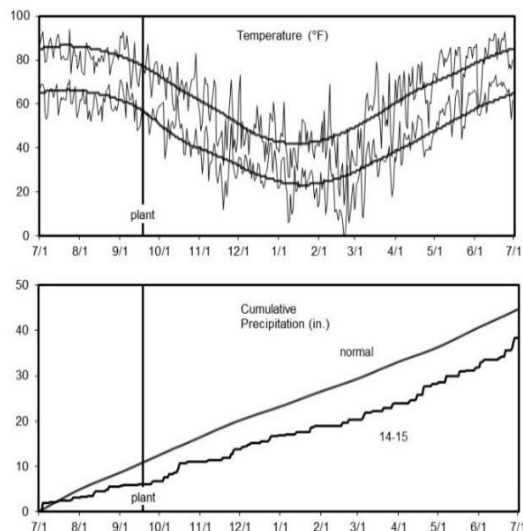 100
Temperature (°F)
80
60
40
20
plant
0
7/1 8/1 9/1 10/1 11/1 12/1 1/1 2/1 3/1 4/1 5/1 6/1 7/1
50
Cumulative
Precipitation (in.)
40
normal
30
20
14-15
10
plant
0
7/1 8/1 9/1 10/1 11/1 12/1 1/1 2/1 3/1 4/1 5/1 6/1 7/1